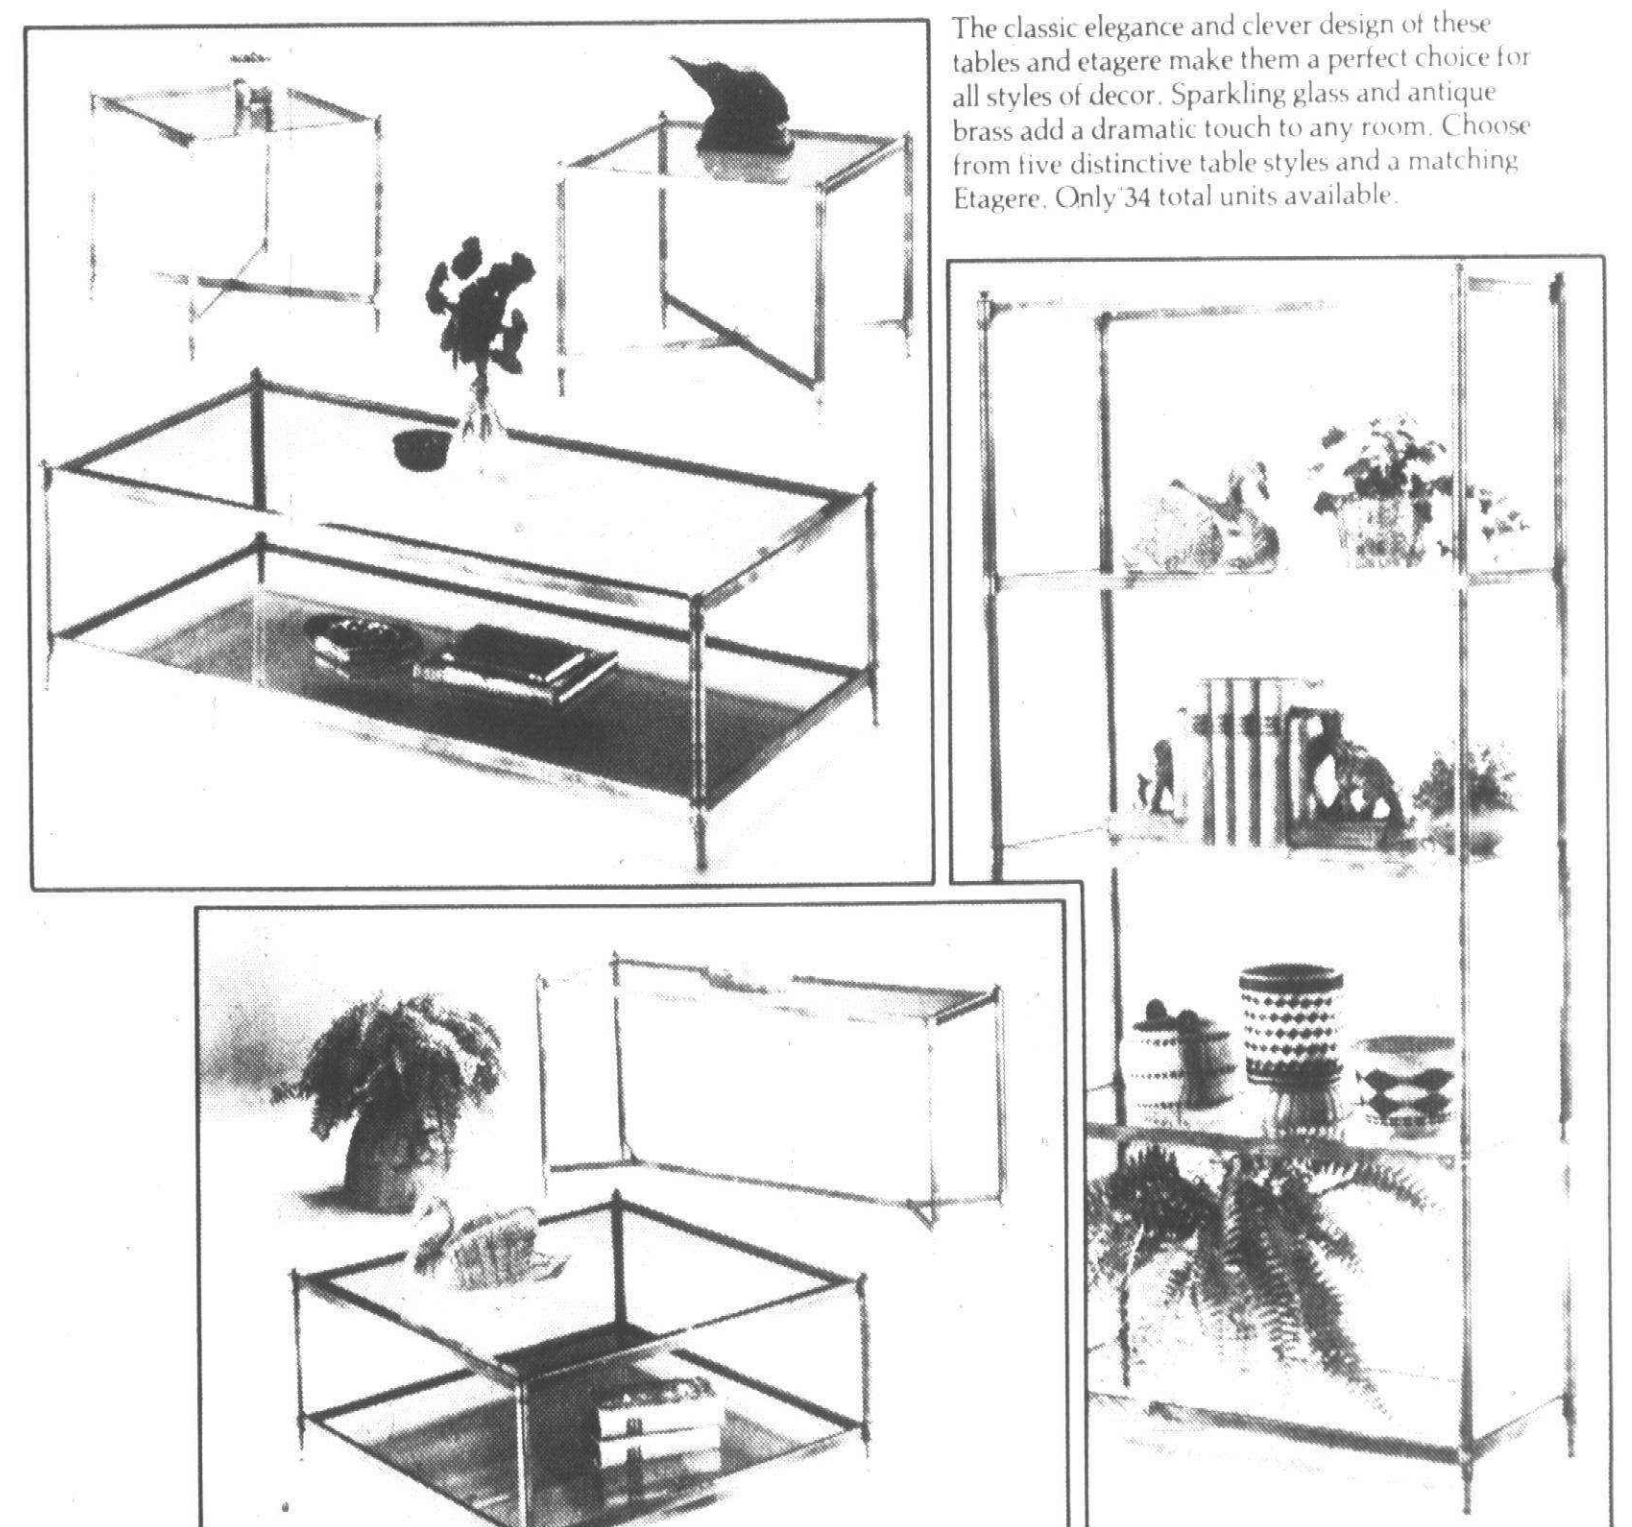 The classic elegance and clever design of these
tables and etagere make them a perfect choice for
all styles of decor. Sparkling glass and antique
brass add a dramatic touch to any room. Choose
from five distinctive table styles and a matching
Etagere. Only 34 total units available.